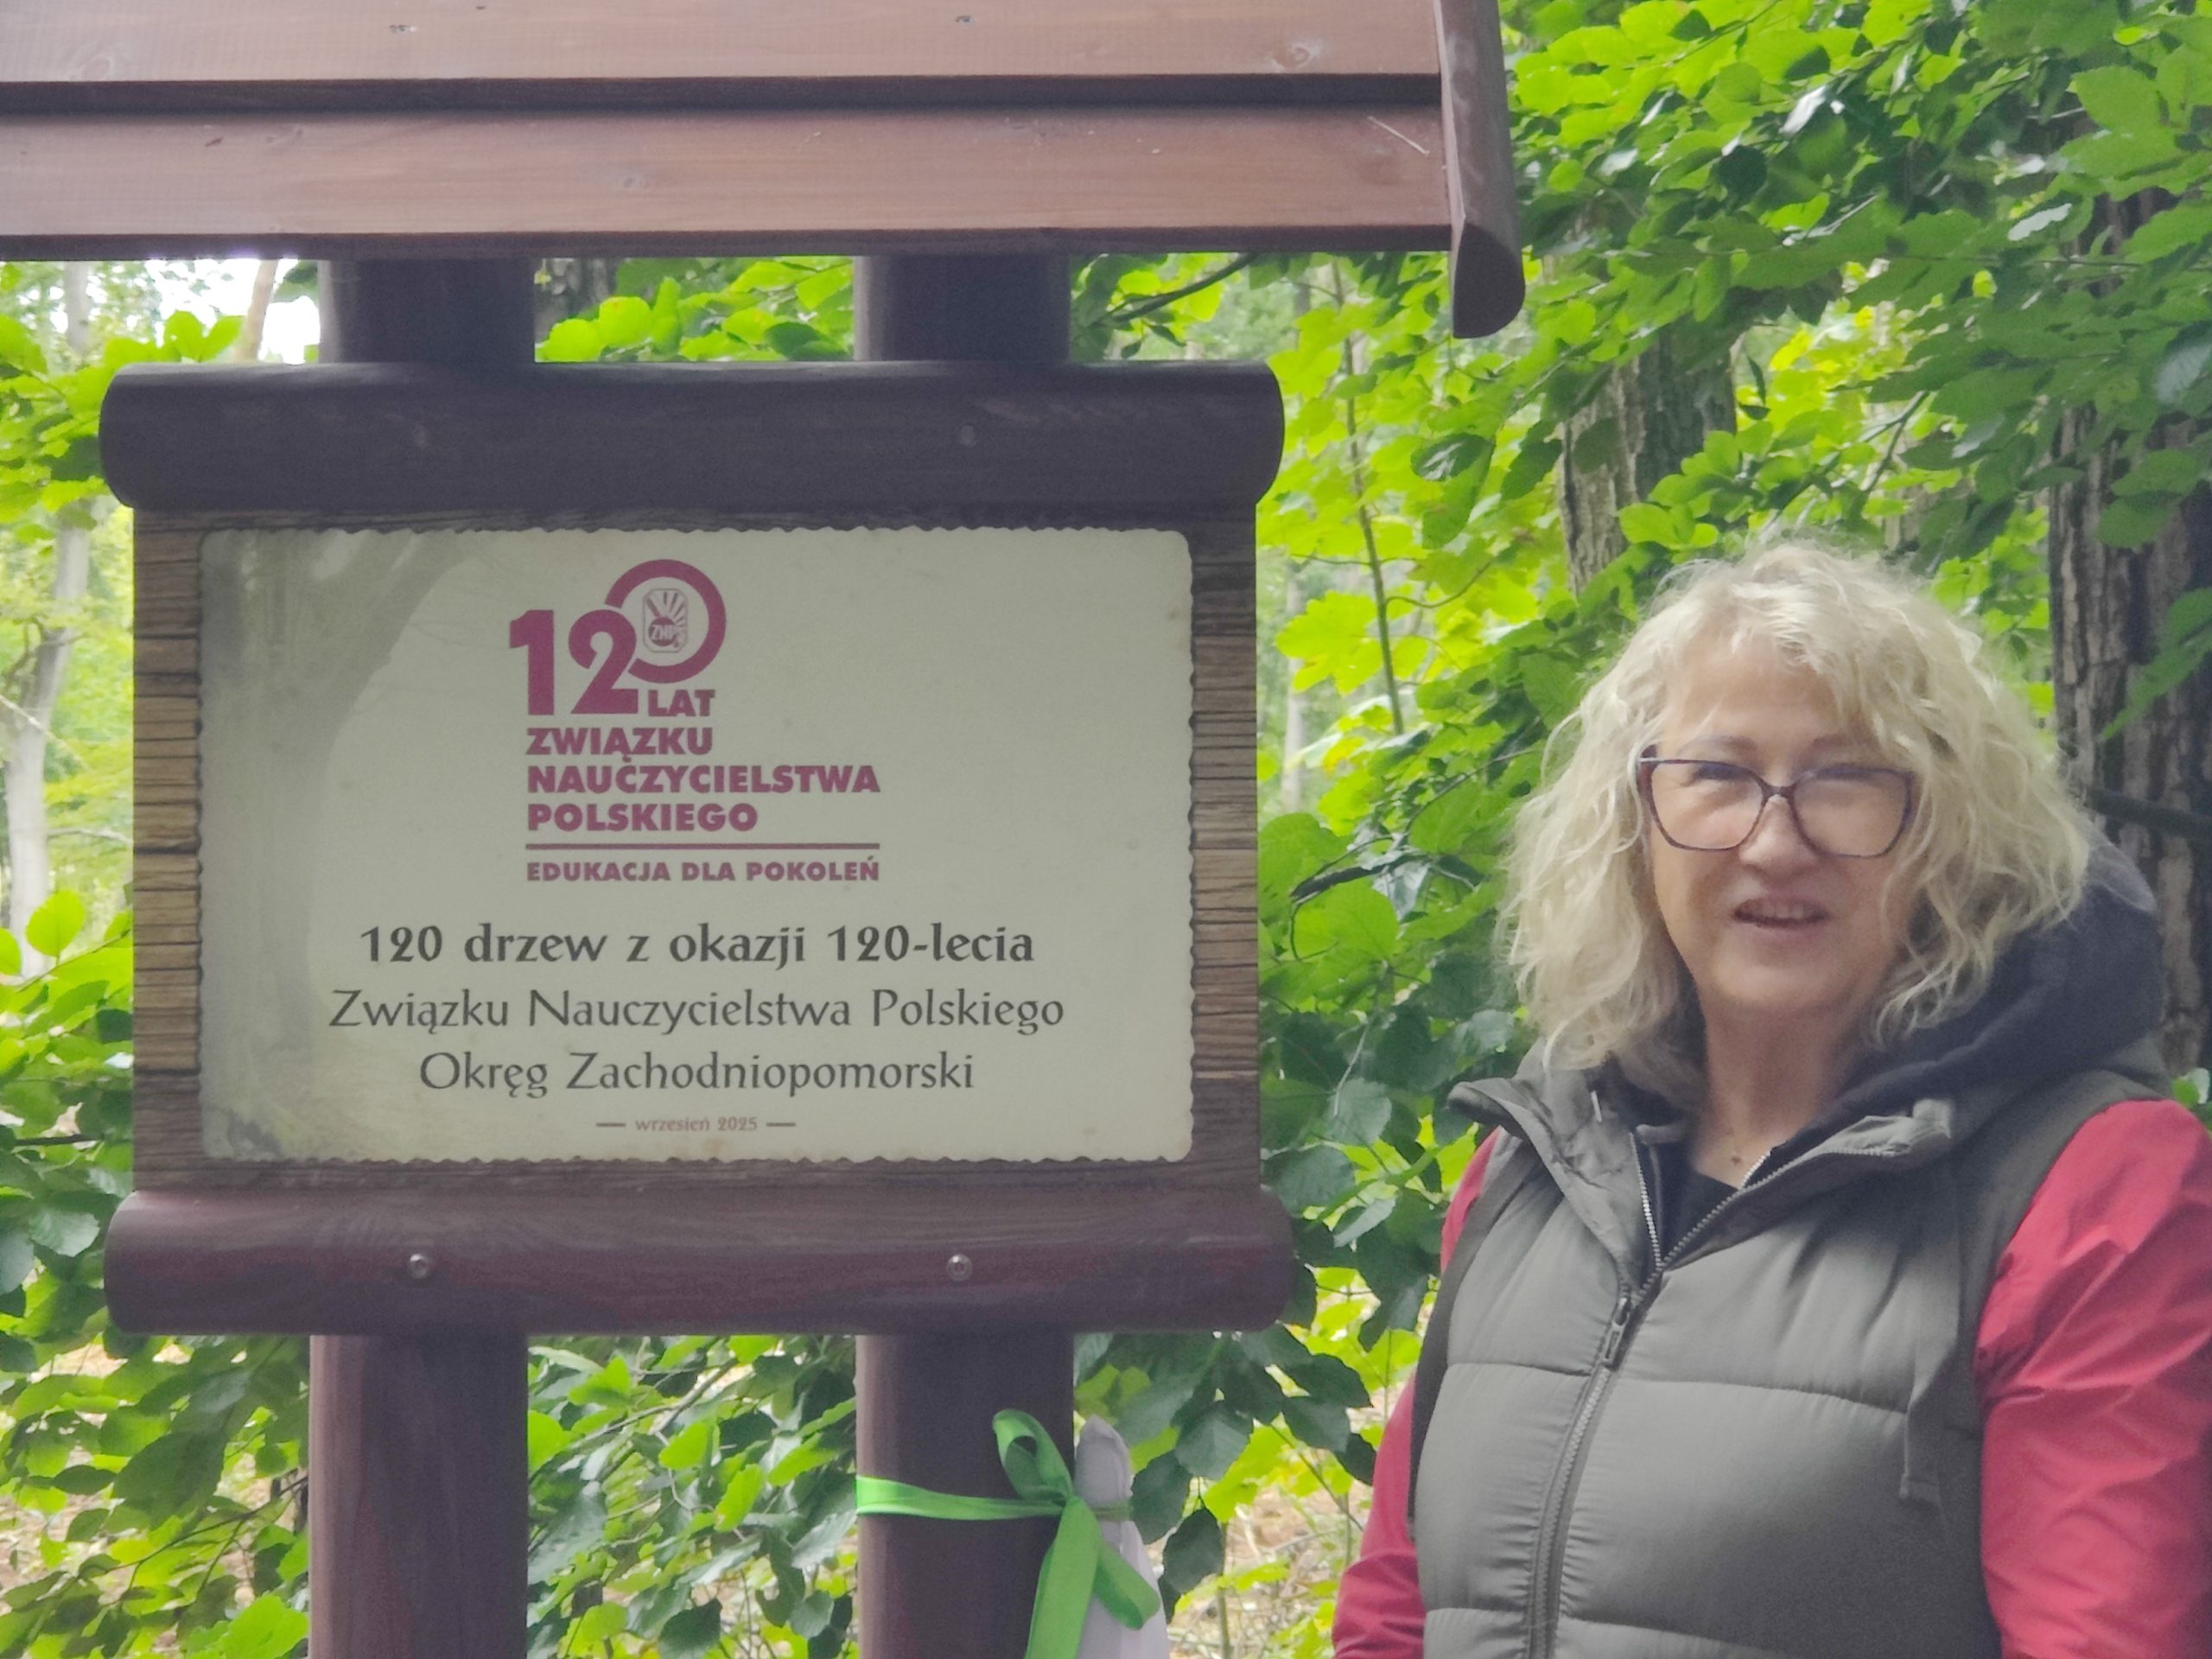 120
ZNP
LAT
ZWIĄZKU
NAUCZYCIELSTWA
POLSKIEGO
EDUKACJA DLA POKOLEŃ
120 drzew z okazji 120-lecia
Związku Nauczycielstwa Polskiego
Okręg Zachodniopomorski
— wrzesień 2025 —